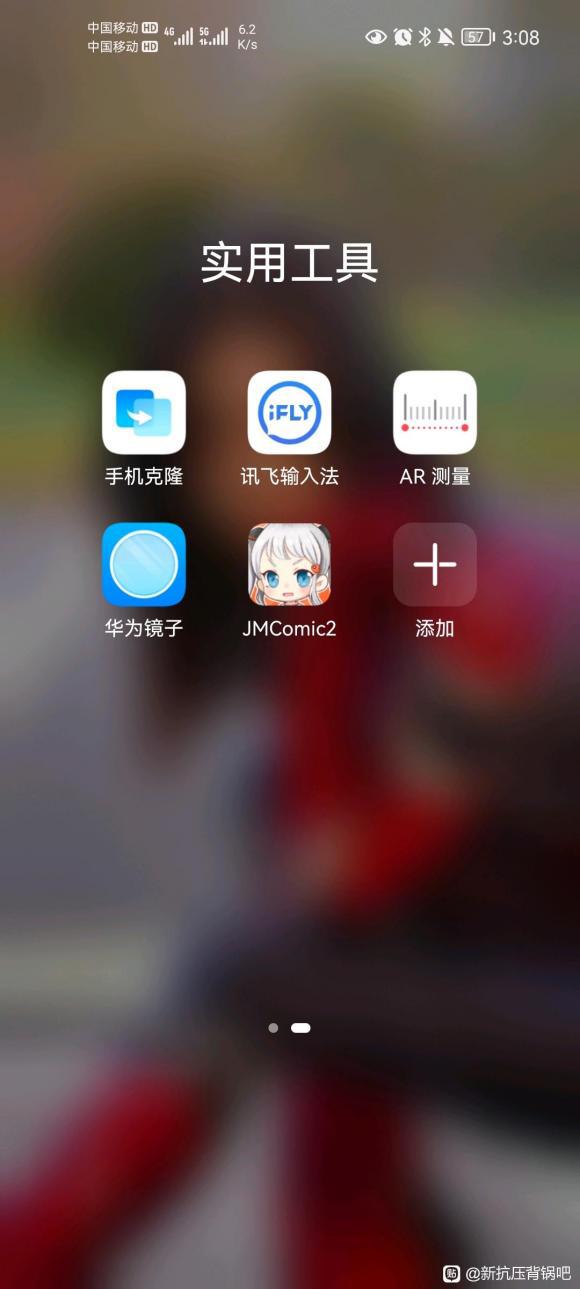 中国移动 HD 4G 5G 6.2 57 3:08
中国移动 HD K/s
实用工具
iFLY
手机克隆 讯飞输入法 AR 测量
华为镜子 JMComic2 添加
贴 @新抗压背锅吧